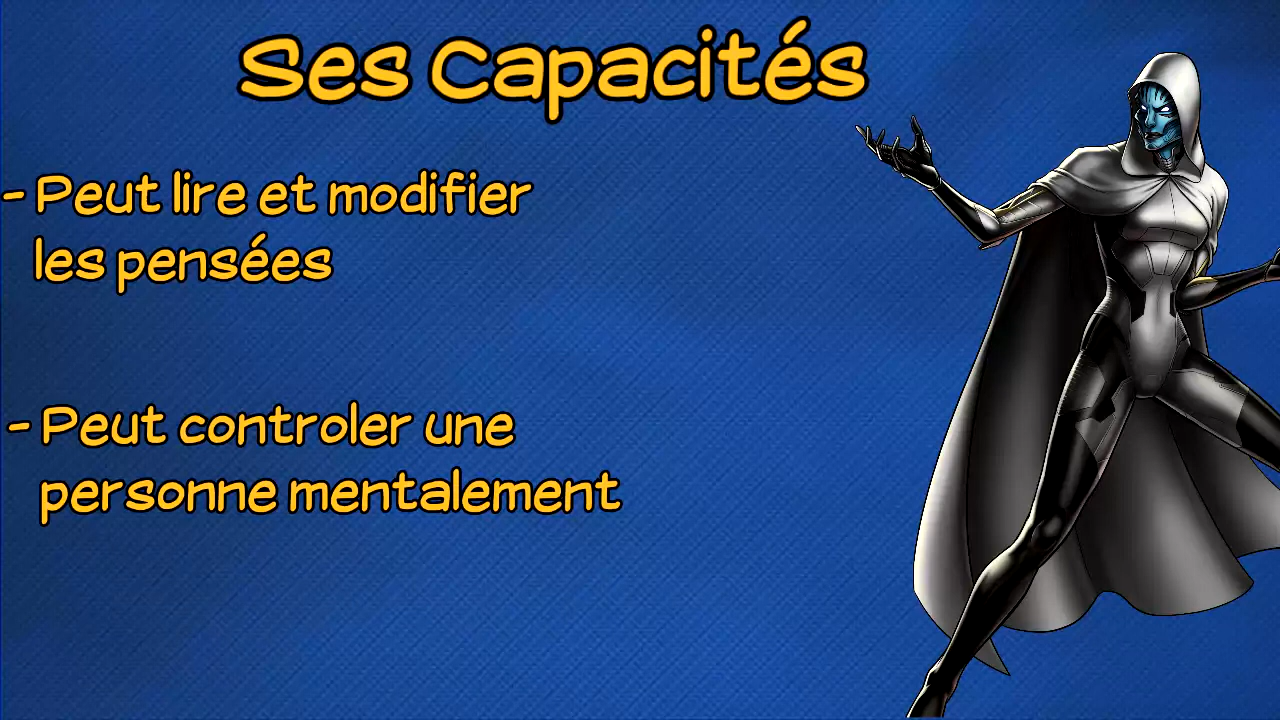 Ses Capacités
- Peut lire et modifier
les pensées
- Peut controler une
personne mentalement